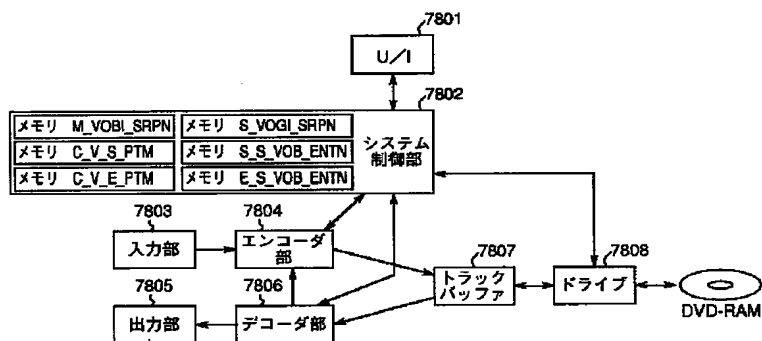 7801
U/I
7802
メモリ M_VOBI_SRPN
メモリ S_VOGI_SRPN
メモリ C_V_S_PTM
メモリ S_S_VOB_ENTN
メモリ C_V_E_PTM
メモリ E_S_VOB_ENTN
システム
制御部
7803
入力部
7804
エンコーダ
部
7805
出力部
7806
デコーダ部
7807
トラック
バッファ
7808
ドライブ
DVD-RAM